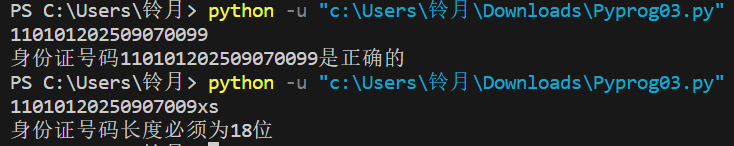 PS C:\Users\铃月> python -u "c:\Users\铃月\Downloads\Pyprog03.py"
110101202509070099
身份证号码110101202509070099是正确的
PS C:\Users\铃月> python -u "c:\Users\铃月\Downloads\Pyprog03.py"
11010120250907009xs
身份证号码长度必须为18位